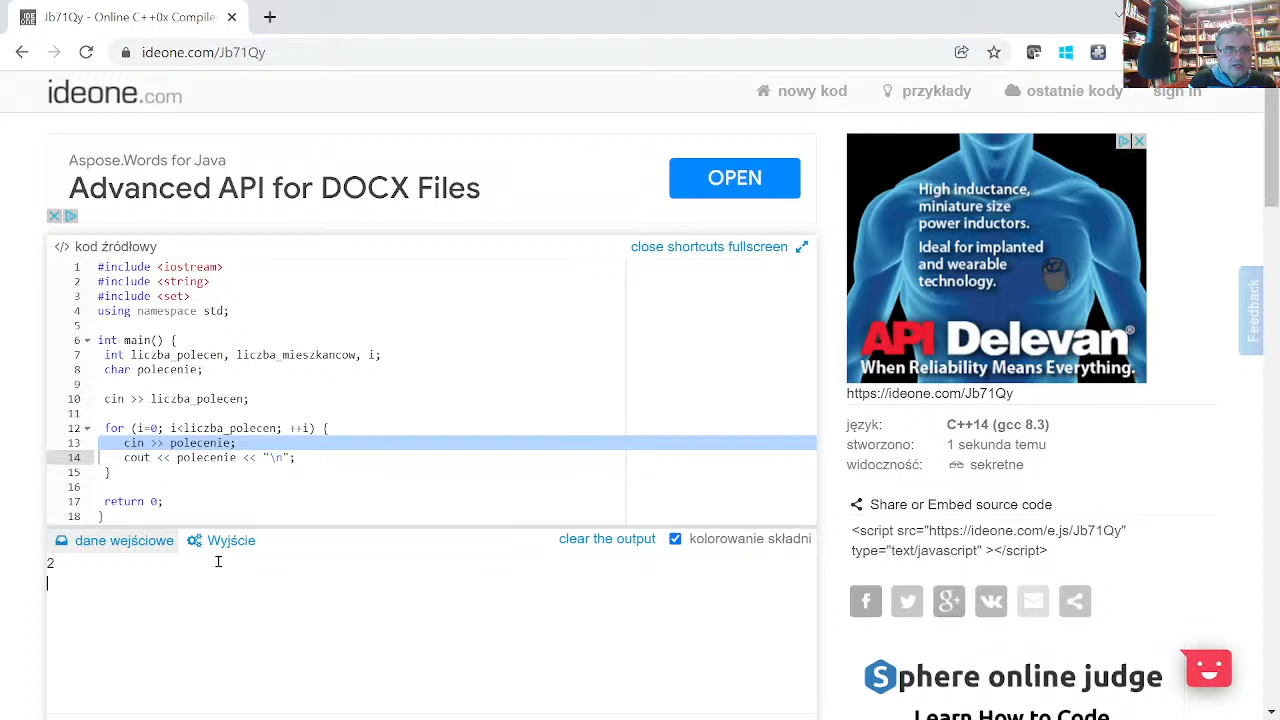 Jb71Qy - Online C++0x Compile
ideone.com/Jb71Qy
ideone.com
nowy kod
przykłady
ostatnie kody
sign in
Aspose.Words for Java
Advanced API for DOCX Files
OPEN
High inductance,
miniature size
power inductors.
Ideal for implanted
and wearable
technology.
API Delevan®
When Reliability Means Everything.
</> kod źródłowy
close shortcuts fullscreen
1 #include <iostream>
2 #include <string>
3 #include <set>
4 using namespace std;
5
6 int main() {
7 int liczba_polecen, liczba_mieszkancow, i;
8 char polecenie;
9
10 cin >> liczba_polecen;
11
12 for (i=0; i<liczba_polecen; ++i) {
13 cin >> polecenie;
14 cout << polecenie << "\n";
15 }
16
17 return 0;
18 }
dane wejściowe
Wyjście
clear the output
kolorowanie składni
2
https://ideone.com/Jb71Qy
język: C++14 (gcc 8.3)
stworzono: 1 sekunda temu
widoczność: sekretne
Share or Embed source code
<script src="https://ideone.com/e.js/Jb71Qy"
type="text/javascript" ></script>
Sphere online judge
Learn How to Code
Feedback